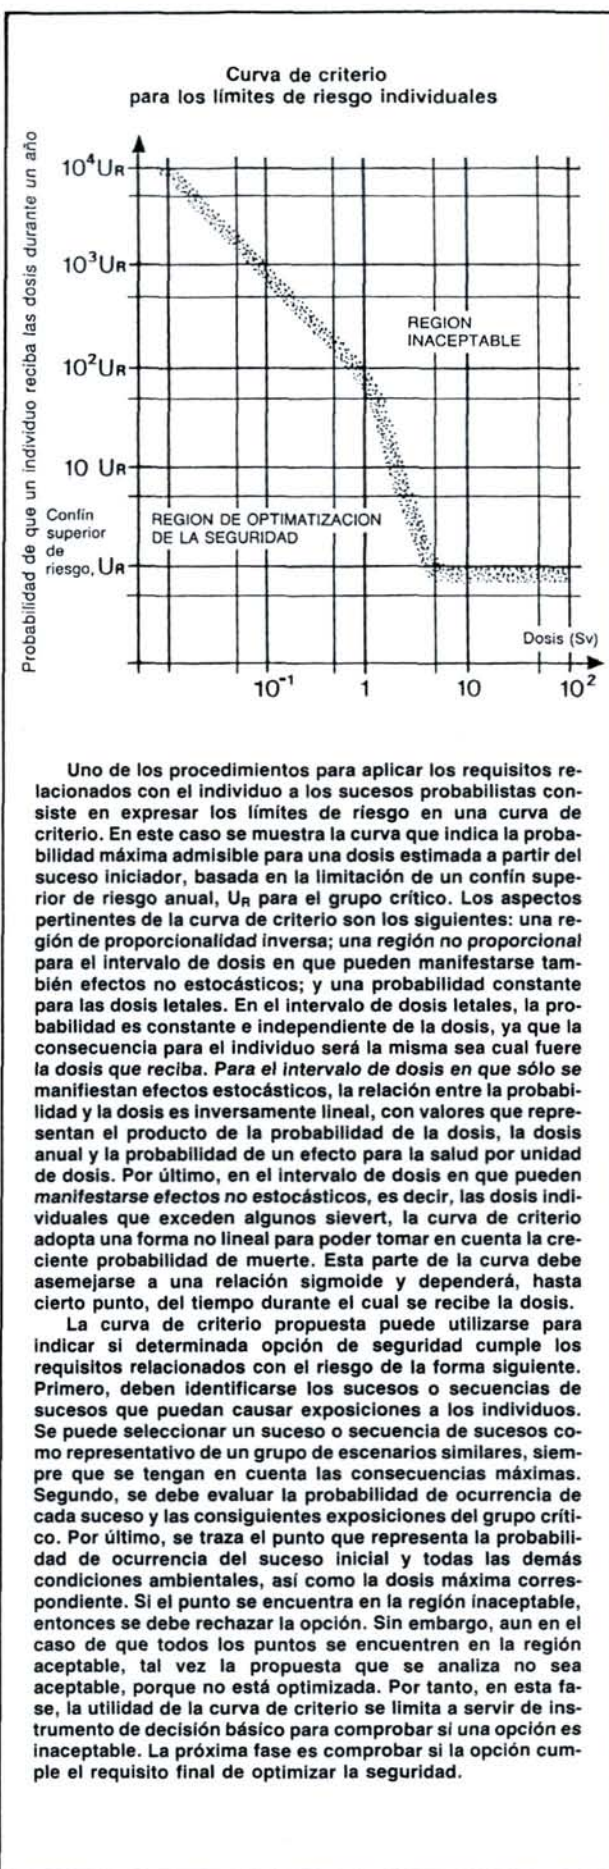 Curva de criterio
para los límites de riesgo individuales
Probabilidad de que un individuo reciba las dosis durante un año
10⁴UR
10³UR
10²UR
10 UR
Confín
superior
de
riesgo, UR
REGION
INACEPTABLE
REGION DE OPTIMATIZACION
DE LA SEGURIDAD
Dosis (Sv)
10⁻¹
1
10
10²
Uno de los procedimientos para aplicar los requisitos re-
lacionados con el individuo a los sucesos probabilistas con-
siste en expresar los límites de riesgo en una curva de
criterio. En este caso se muestra la curva que indica la proba-
bilidad máxima admisible para una dosis estimada a partir del
suceso iniciador, basada en la limitación de un confín supe-
rior de riesgo anual, UR para el grupo crítico. Los aspectos
pertinentes de la curva de criterio son los siguientes: una re-
gión de proporcionalidad inversa; una región no proporcional
para el intervalo de dosis en que pueden manifestarse tam-
bién efectos no estocásticos; y una probabilidad constante
para las dosis letales. En el intervalo de dosis letales, la pro-
babilidad es constante e independiente de la dosis, ya que la
consecuencia para el individuo será la misma sea cual fuere
la dosis que reciba. Para el intervalo de dosis en que sólo se
manifiestan efectos estocásticos, la relación entre la probabi-
lidad y la dosis es inversamente lineal, con valores que repre-
sentan el producto de la probabilidad de la dosis, la dosis
anual y la probabilidad de un efecto para la salud por unidad
de dosis. Por último, en el intervalo de dosis en que pueden
manifestarse efectos no estocásticos, es decir, las dosis indi-
viduales que exceden algunos sievert, la curva de criterio
adopta una forma no lineal para poder tomar en cuenta la cre-
ciente probabilidad de muerte. Esta parte de la curva debe
asemejarse a una relación sigmoide y dependerá, hasta
cierto punto, del tiempo durante el cual se recibe la dosis.
La curva de criterio propuesta puede utilizarse para
indicar si determinada opción de seguridad cumple los
requisitos relacionados con el riesgo de la forma siguiente.
Primero, deben identificarse los sucesos o secuencias de
sucesos que puedan causar exposiciones a los individuos.
Se puede seleccionar un suceso o secuencia de sucesos co-
mo representativo de un grupo de escenarios similares, siem-
pre que se tengan en cuenta las consecuencias máximas.
Segundo, se debe evaluar la probabilidad de ocurrencia de
cada suceso y las consiguientes exposiciones del grupo críti-
co. Por último, se traza el punto que representa la probabili-
dad de ocurrencia del suceso inicial y todas las demás
condiciones ambientales, así como la dosis máxima corres-
pondiente. Si el punto se encuentra en la región inaceptable,
entonces se debe rechazar la opción. Sin embargo, aun en el
caso de que todos los puntos se encuentren en la región
aceptable, tal vez la propuesta que se analiza no sea
aceptable, porque no está optimizada. Por tanto, en esta fa-
se, la utilidad de la curva de criterio se limita a servir de ins-
trumento de decisión básico para comprobar si una opción es
inaceptable. La próxima fase es comprobar si la opción cum-
ple el requisito final de optimizar la seguridad.